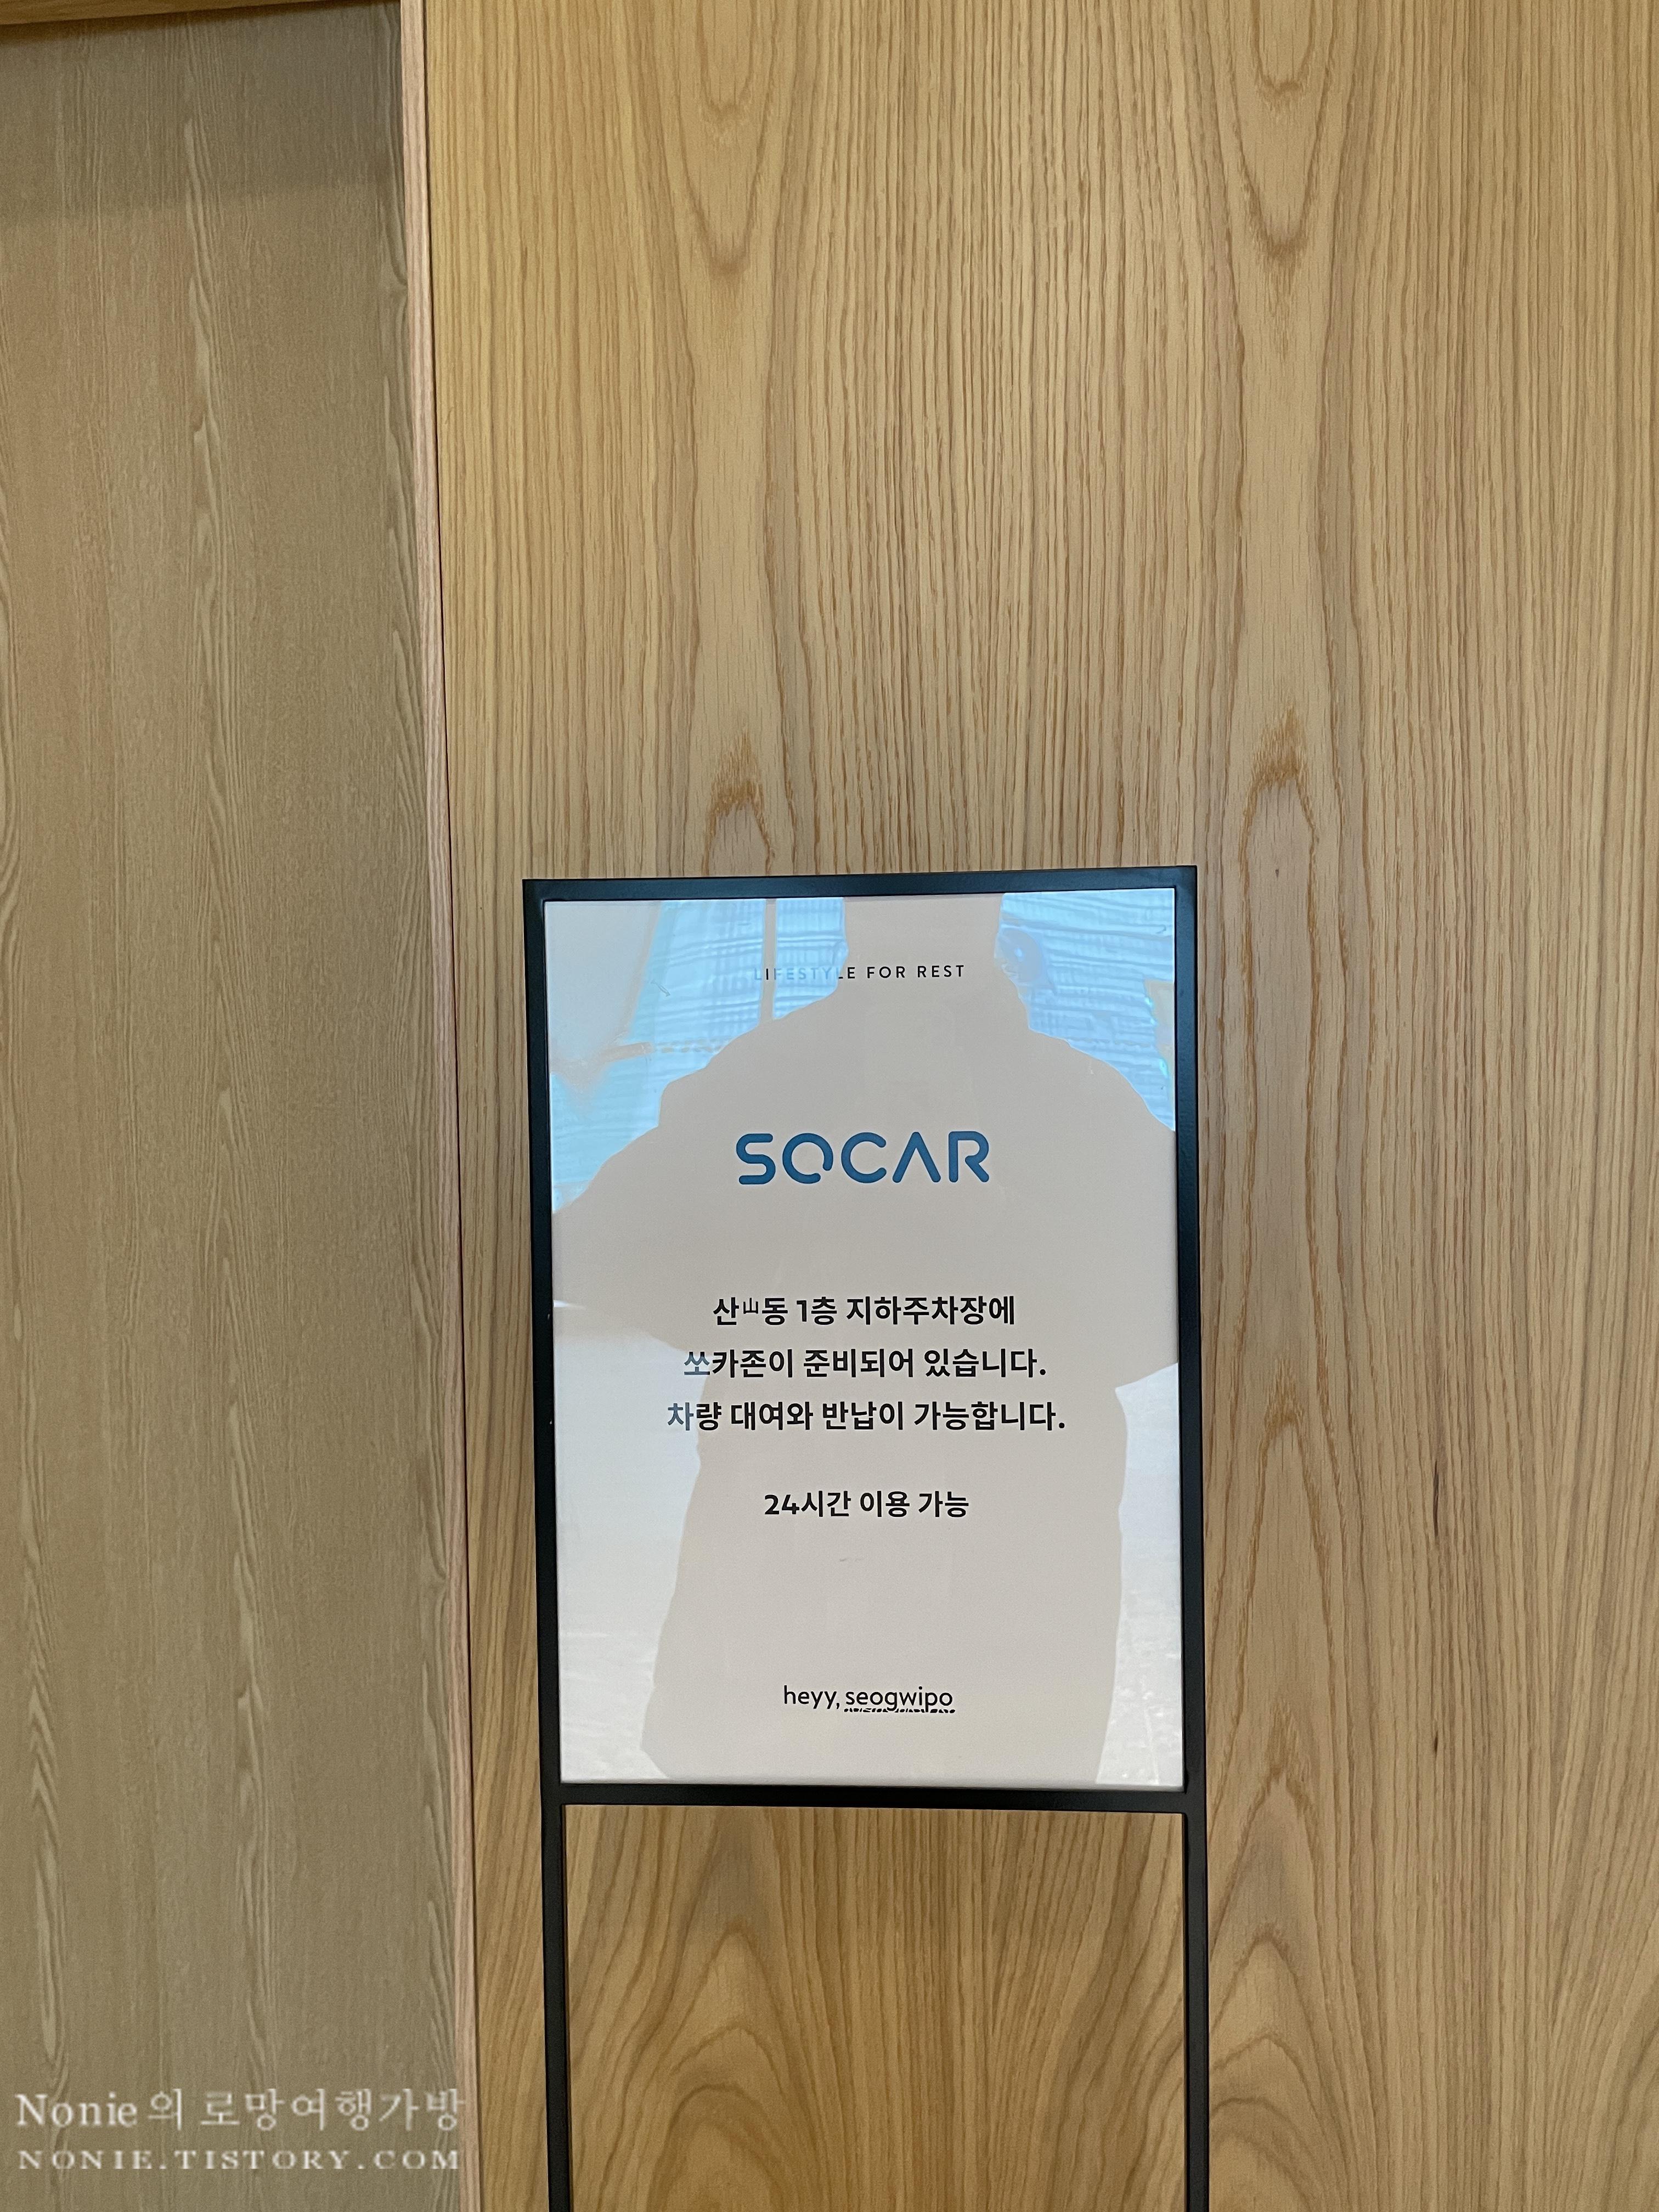 LIFESTYLE FOR REST
SOCAR
산山동 1층 지하주차장에
쏘카존이 준비되어 있습니다.
차량 대여와 반납이 가능합니다.
24시간 이용 가능
heyy, seogwipo
Nonie의 로망여행가방
NONIE.TISTORY.COM